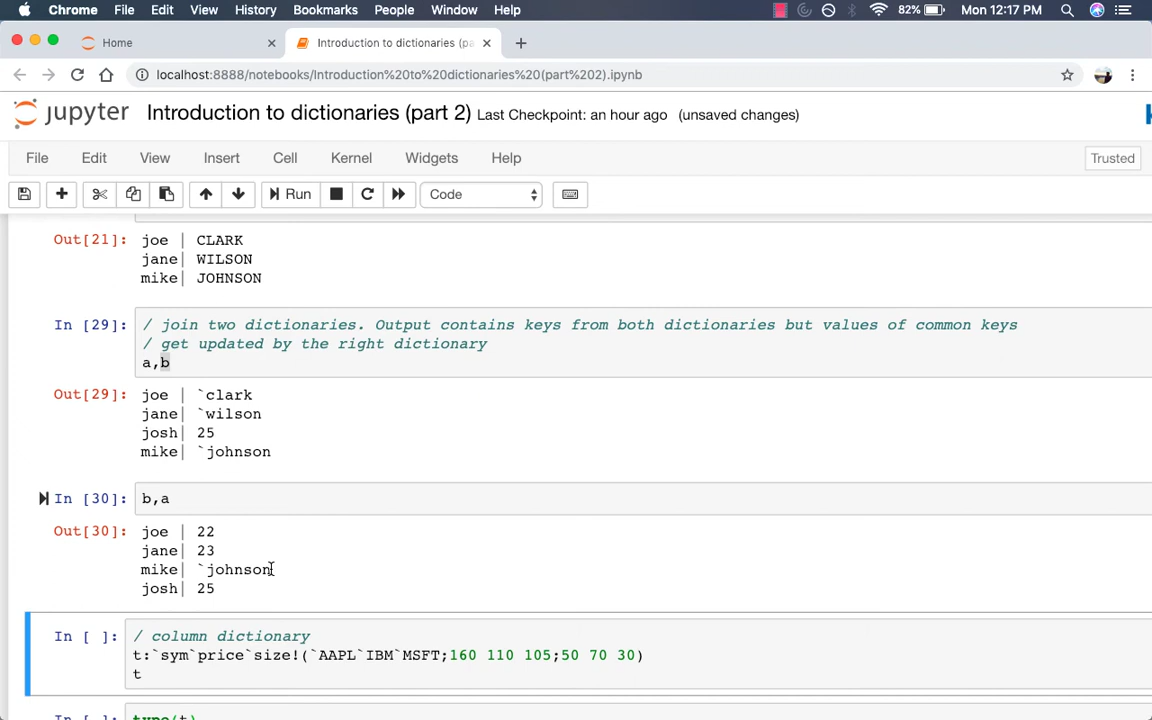 Chrome File Edit View History Bookmarks People Window Help 82% Mon 12:17 PM
Home Introduction to dictionaries (pa
localhost:8888/notebooks/Introduction%20to%20dictionaries%20(part%202).ipynb
jupyter Introduction to dictionaries (part 2) Last Checkpoint: an hour ago (unsaved changes)
File Edit View Insert Cell Kernel Widgets Help Trusted
Run Code
Out[21]: joe | CLARK
jane| WILSON
mike| JOHNSON
In [29]: / join two dictionaries. Output contains keys from both dictionaries but values of common keys
/ get updated by the right dictionary
a,b
Out[29]: joe | `clark
jane| `wilson
josh| 25
mike| `johnson
In [30]: b,a
Out[30]: joe | 22
jane| 23
mike| `johnson
josh| 25
In [ ]: / column dictionary
t:`sym`price`size!(`AAPL`IBM`MSFT;160 110 105;50 70 30)
t
In [ ]: type(t)